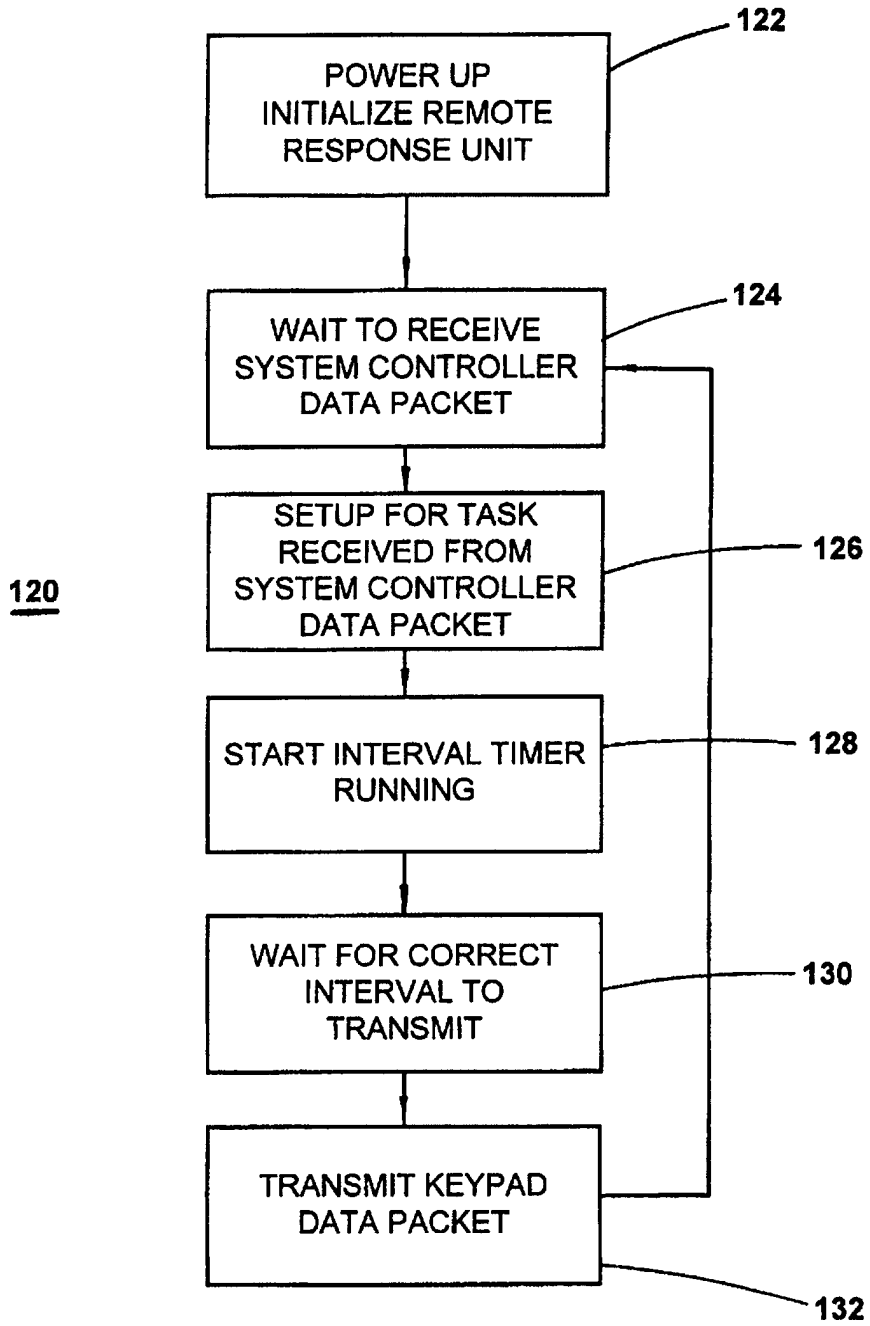 122
POWER UP
INITIALIZE REMOTE
RESPONSE UNIT
124
WAIT TO RECEIVE
SYSTEM CONTROLLER
DATA PACKET
SETUP FOR TASK
RECEIVED FROM
SYSTEM CONTROLLER
DATA PACKET
126
120
START INTERVAL TIMER
RUNNING
128
WAIT FOR CORRECT
INTERVAL TO
TRANSMIT
130
TRANSMIT KEYPAD
DATA PACKET
132